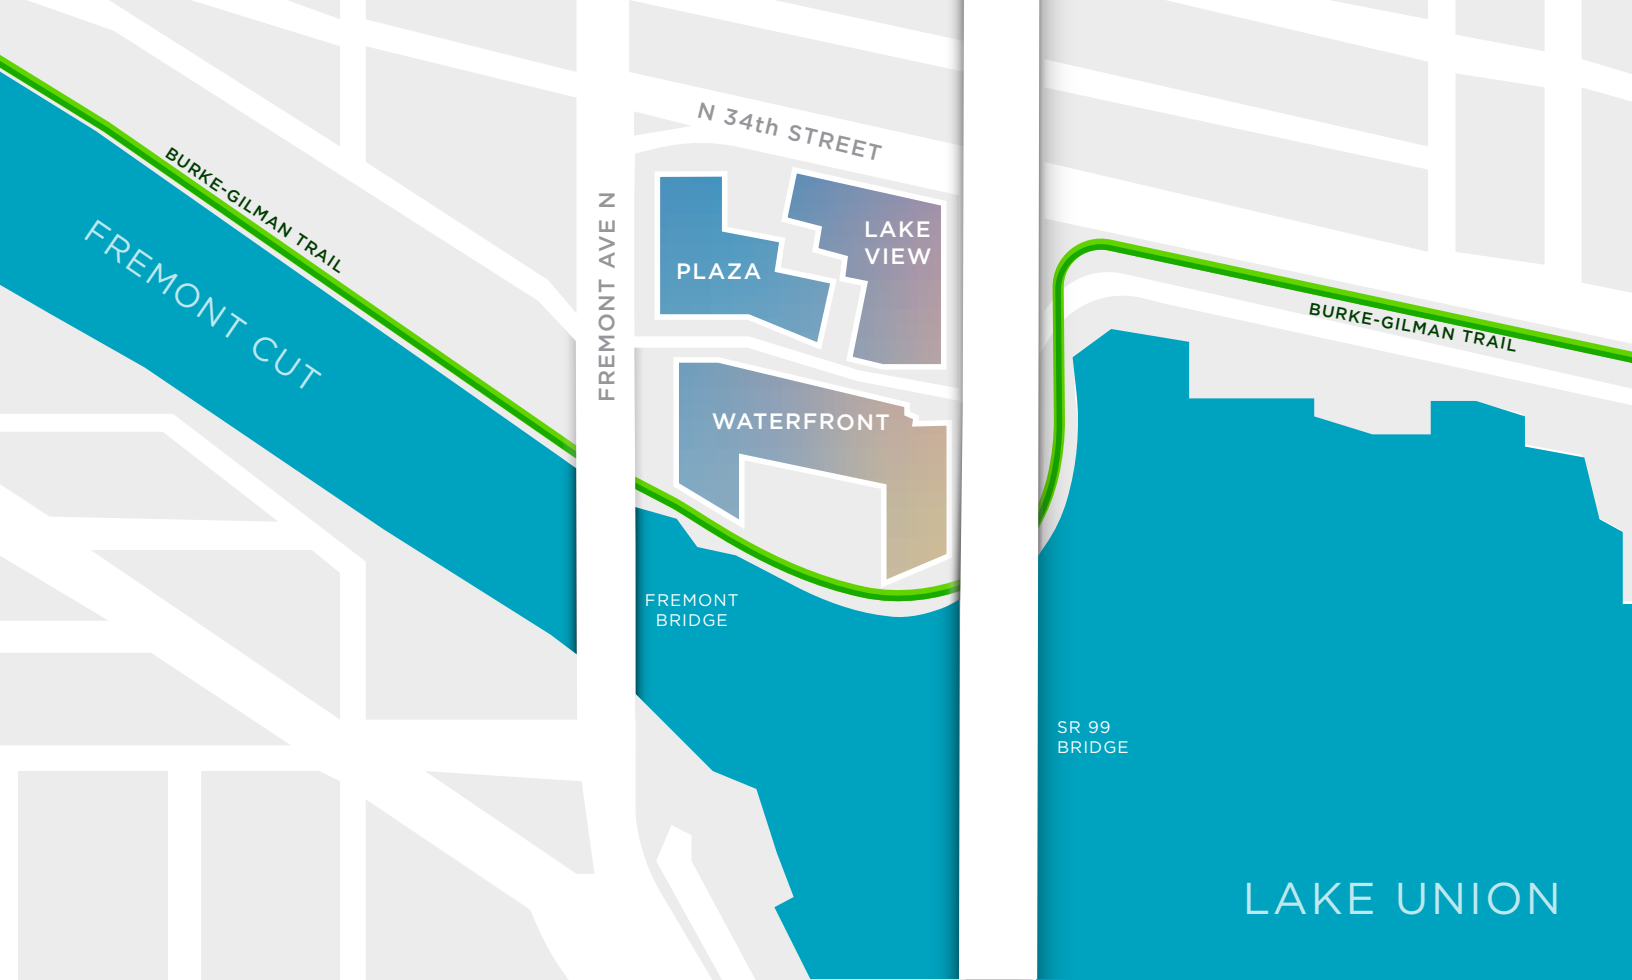 N 34th STREET
BURKE-GILMAN TRAIL
FREMONT CUT
FREMONT AVE N
PLAZA
LAKE
VIEW
WATERFRONT
BURKE-GILMAN TRAIL
FREMONT
BRIDGE
SR 99
BRIDGE
LAKE UNION